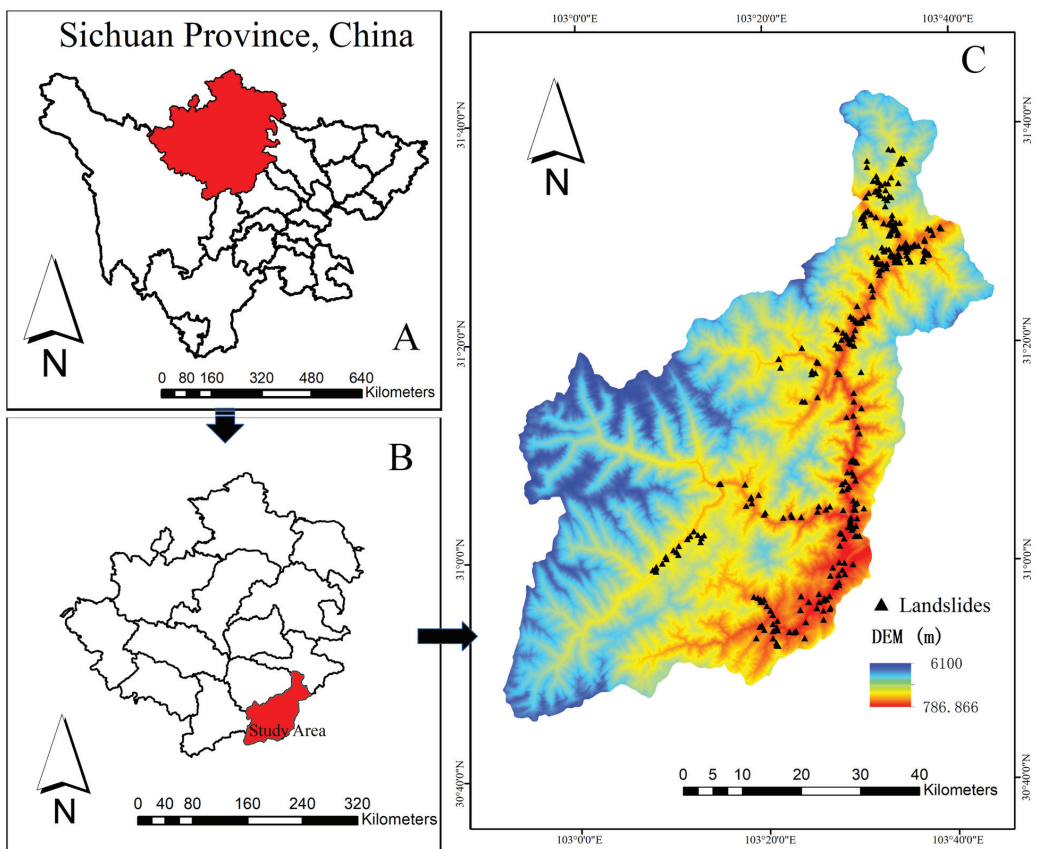 Sichuan Province, China
N
A
0 80 160 320 480 640
Kilometers
B
Study Area
N
0 40 80 160 240 320
Kilometers
103°0'0"E 103°20'0"E 103°40'0"E
C
N
31°40'0"N
31°20'0"N
31°0'0"N
30°40'0"N
31°40'0"N
31°20'0"N
31°0'0"N
30°40'0"N
Landslides
DEM (m)
6100
786.866
0 5 10 20 30 40
Kilometers
103°0'0"E 103°20'0"E 103°40'0"E